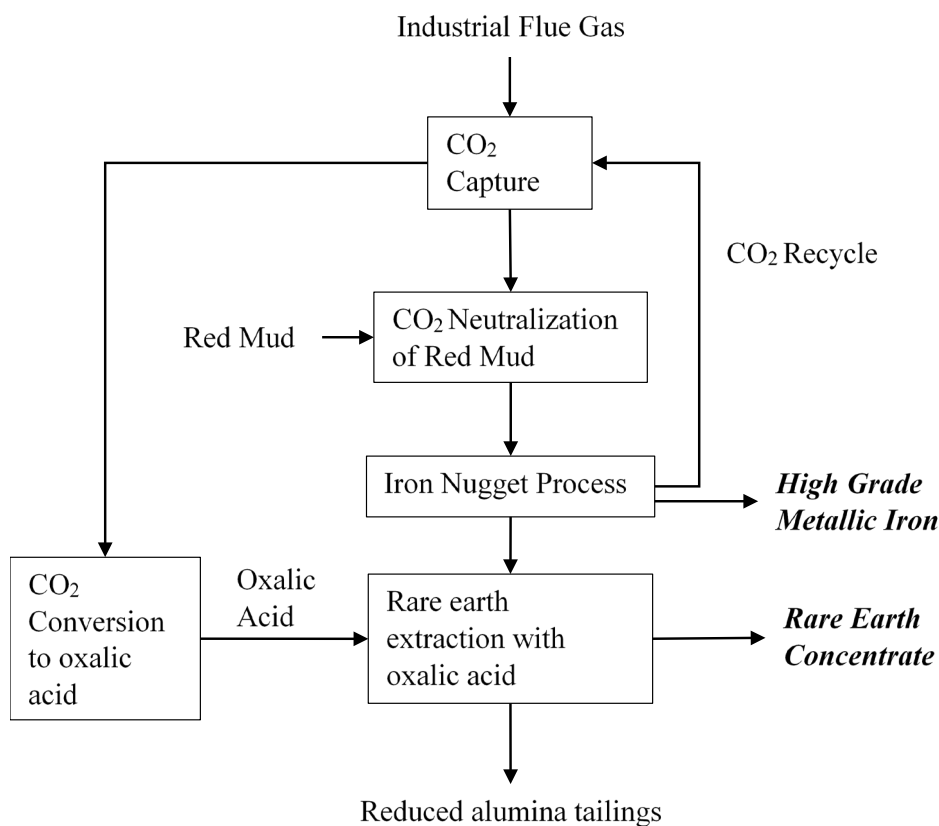 Industrial Flue Gas
CO₂
Capture
CO₂ Recycle
Red Mud
CO₂ Neutralization
of Red Mud
Iron Nugget Process
High Grade
Metallic Iron
CO₂
Conversion
to oxalic
acid
Oxalic
Acid
Rare earth
extraction with
oxalic acid
Rare Earth
Concentrate
Reduced alumina tailings